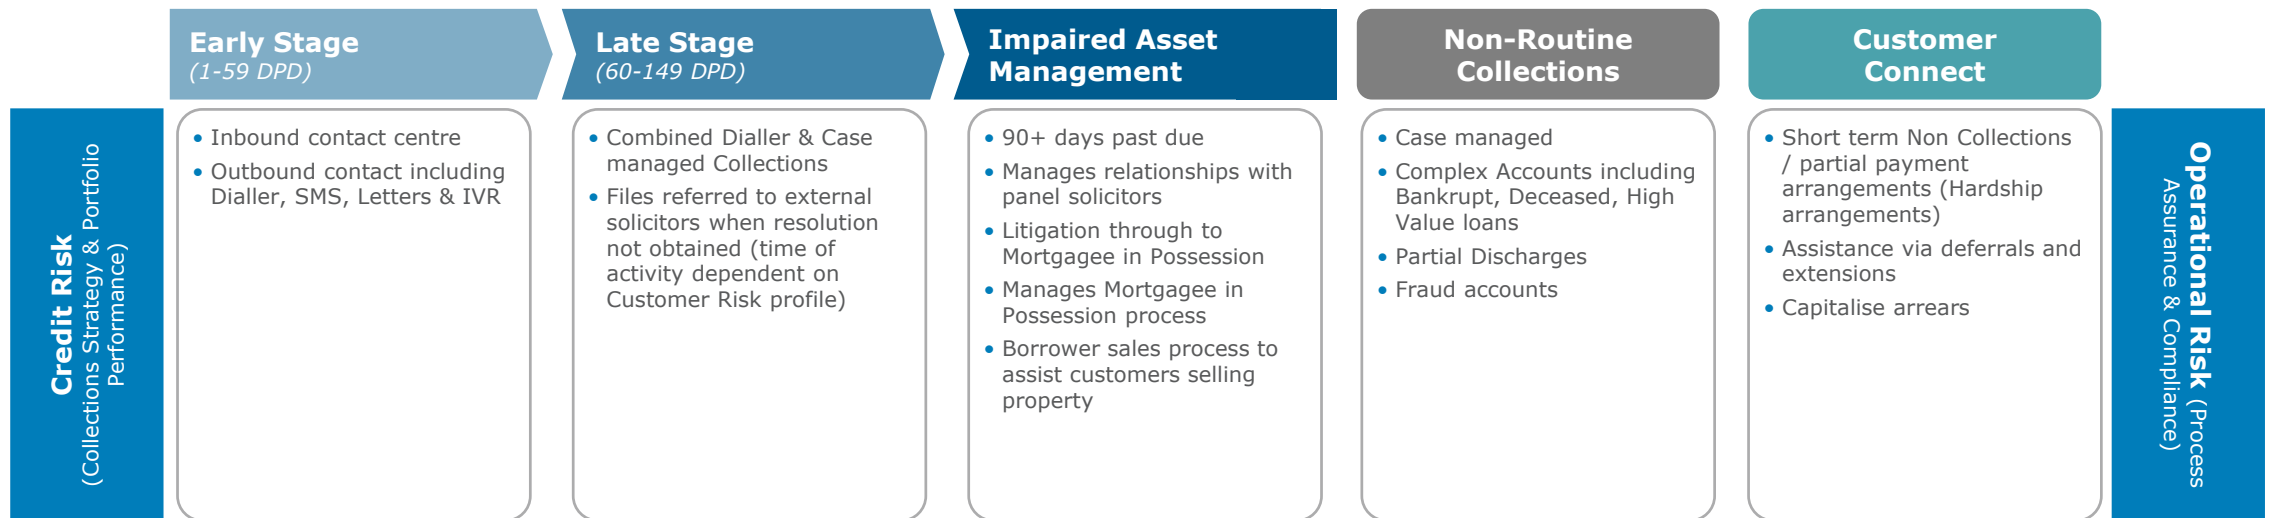 Early Stage
(1-59 DPD)
Late Stage
(60-149 DPD)
Impaired Asset
Management
Non-Routine
Collections
Customer
Connect
Credit Risk
(Collections Strategy & Portfolio
Performance)
• Inbound contact centre
• Outbound contact including
Dialler, SMS, Letters & IVR
• Combined Dialler & Case
managed Collections
• Files referred to external
solicitors when resolution
not obtained (time of
activity dependent on
Customer Risk profile)
• 90+ days past due
• Manages relationships with
panel solicitors
• Litigation through to
Mortgagee in Possession
• Manages Mortgagee in
Possession process
• Borrower sales process to
assist customers selling
property
• Case managed
• Complex Accounts including
Bankrupt, Deceased, High
Value loans
• Partial Discharges
• Fraud accounts
• Short term Non Collections
/ partial payment
arrangements (Hardship
arrangements)
• Assistance via deferrals and
extensions
• Capitalise arrears
Operational Risk (Process
Assurance & Compliance)